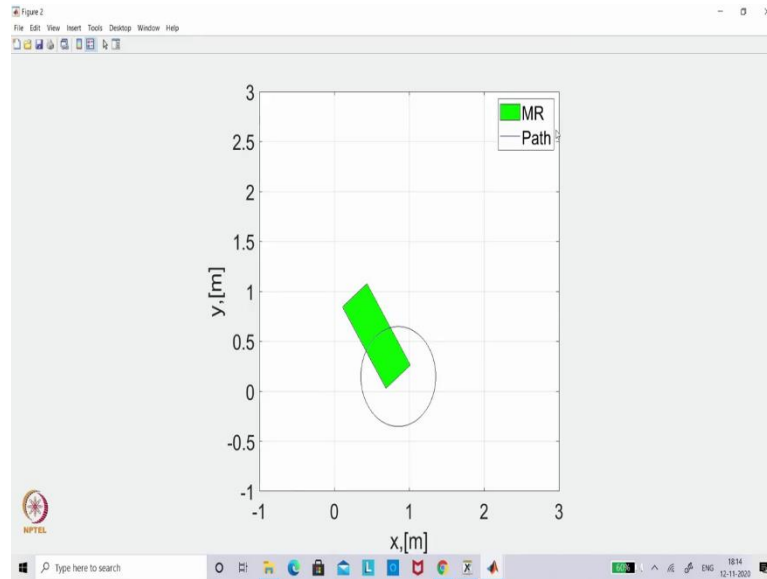 Figure 2
File Edit View Insert Tools Desktop Window Help
3
2.5
2
1.5
1
0.5
0
-0.5
-1
y,[m]
MR
Path
-1 0 1 2 3
x,[m]
NPTEL
Type here to search
60%
ENG
18:14
12-11-2020